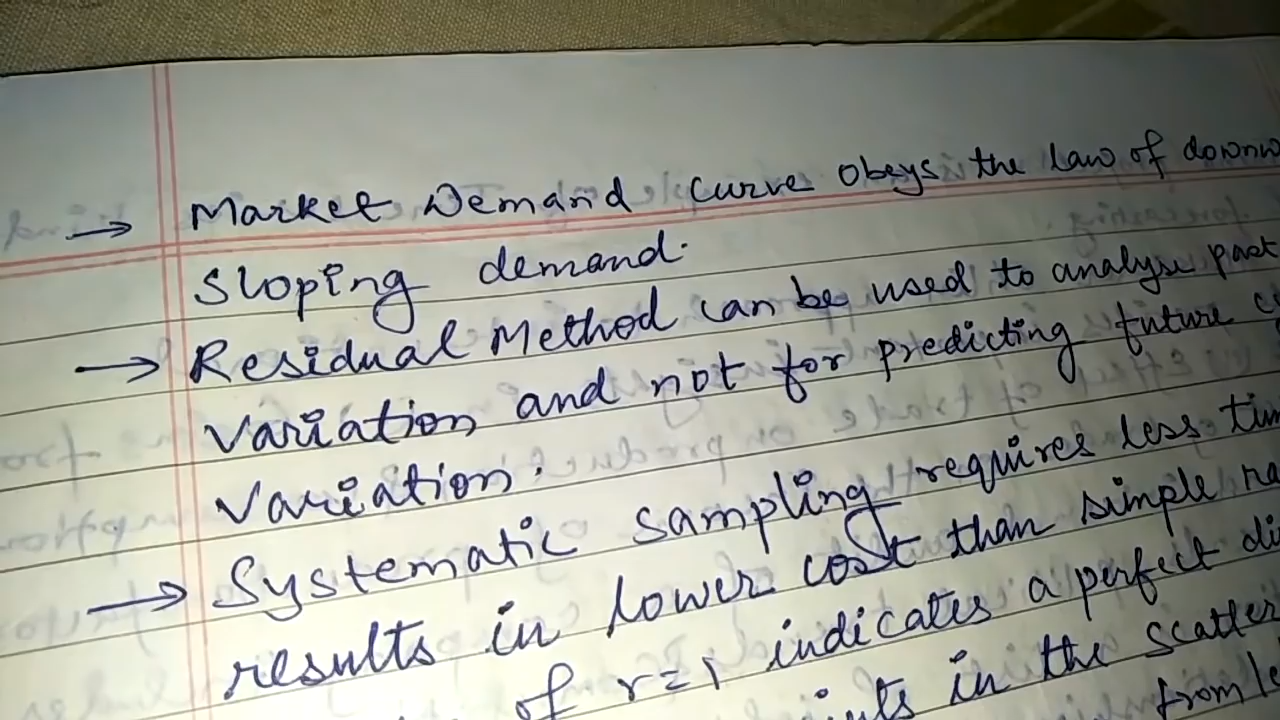 → Market Demand curve obeys the law of downw
sloping demand.
→ Residual Method can be used to analyse past
variation and not for predicting future
variation.
→ Systematic sampling requires less tim
results in lower cost than simple ra
of r=1 indicates a perfect di
in the scatter
from le